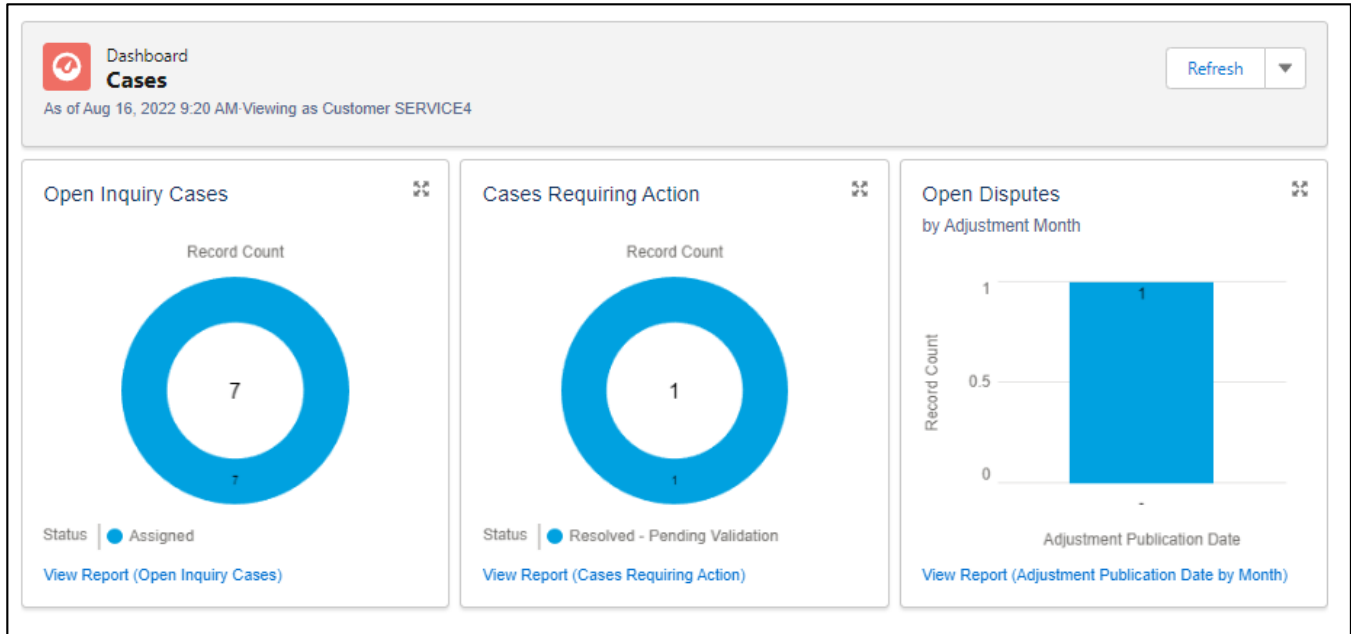 Dashboard
Cases
As of Aug 16, 2022 9:20 AM·Viewing as Customer SERVICE4
Refresh
Open Inquiry Cases
Record Count
7
7
Status
Assigned
View Report (Open Inquiry Cases)
Cases Requiring Action
Record Count
1
1
Status
Resolved - Pending Validation
View Report (Cases Requiring Action)
Open Disputes
by Adjustment Month
Record Count
1
0.5
0
1
-
Adjustment Publication Date
View Report (Adjustment Publication Date by Month)